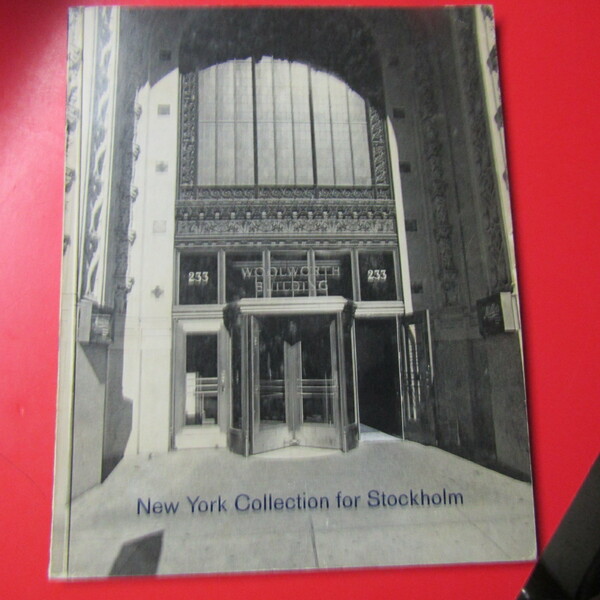 233
WOOLWORTH
BUILDING
233
New York Collection for Stockholm